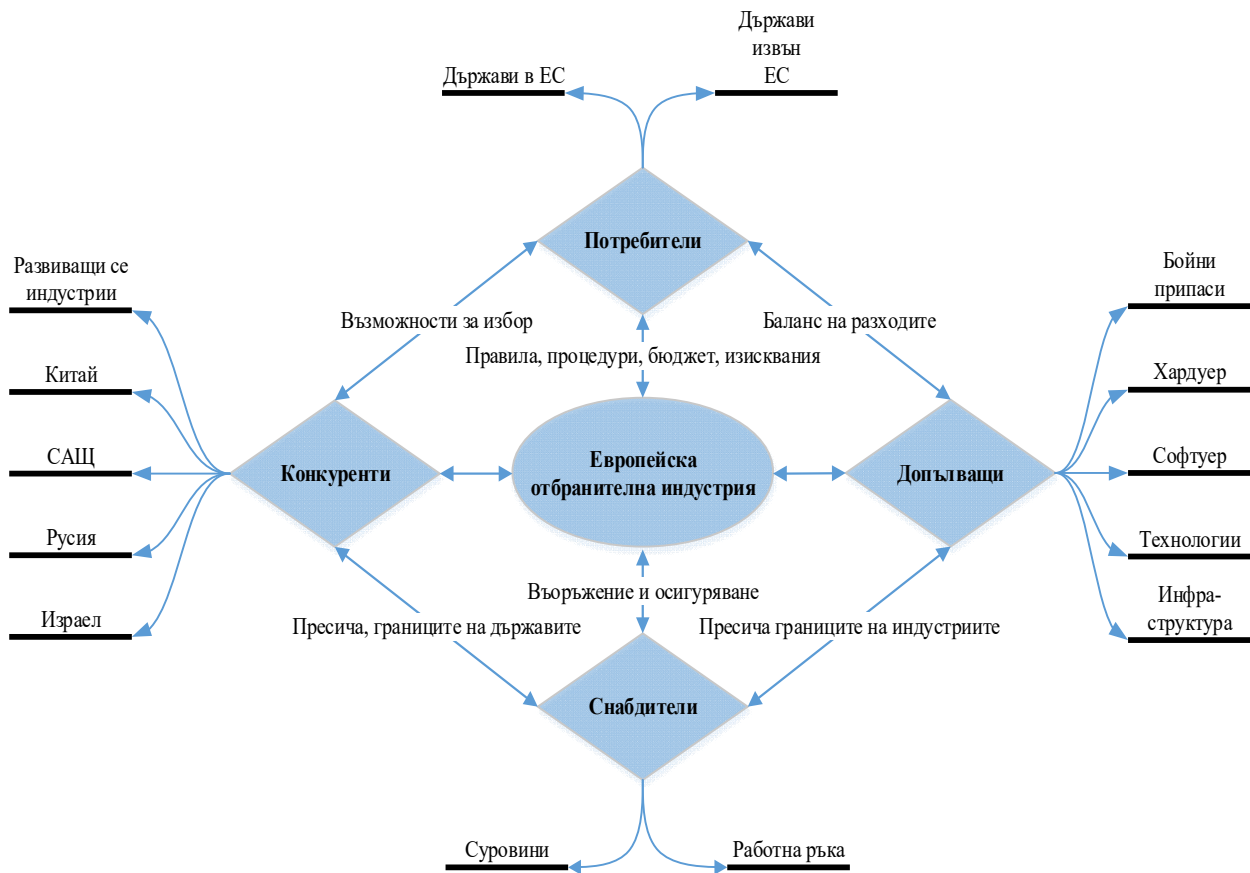 Държави
извън
ЕС
Държави в ЕС
Потребители
Развиващи се
индустрии
Бойни
припаси
Възможности за избор
Баланс на разходите
Правила, процедури, бюджет, изисквания
Китай
Хардуер
САЩ
Конкуренти
Европейска
отбранителна индустрия
Допълващи
Софтуер
Русия
Технологии
Въоръжение и осигуряване
Израел
Пресича, границите на държавите
Пресича границите на индустриите
Инфра-
структура
Снабдители
Суровини
Работна ръка